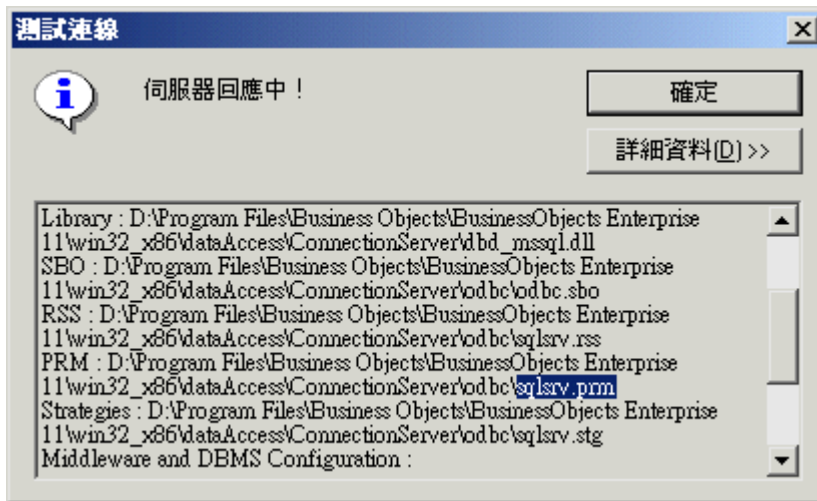 測試連線
伺服器回應中！
確定
詳細資料(D)>>
Library : D:\Program Files\Business Objects\BusinessObjects Enterprise
11\win32_x86\dataAccess\ConnectionServer\dbd_mssql.dll
SBO : D:\Program Files\Business Objects\BusinessObjects Enterprise
11\win32_x86\dataAccess\ConnectionServer\odbc\odbc.sbo
RSS : D:\Program Files\Business Objects\BusinessObjects Enterprise
11\win32_x86\dataAccess\ConnectionServer\odbc\sqlsrv.rss
PRM : D:\Program Files\Business Objects\BusinessObjects Enterprise
11\win32_x86\dataAccess\ConnectionServer\odbc\sqlsrv.prm
Strategies : D:\Program Files\Business Objects\BusinessObjects Enterprise
11\win32_x86\dataAccess\ConnectionServer\odbc\sqlsrv.stg
Middleware and DBMS Configuration :